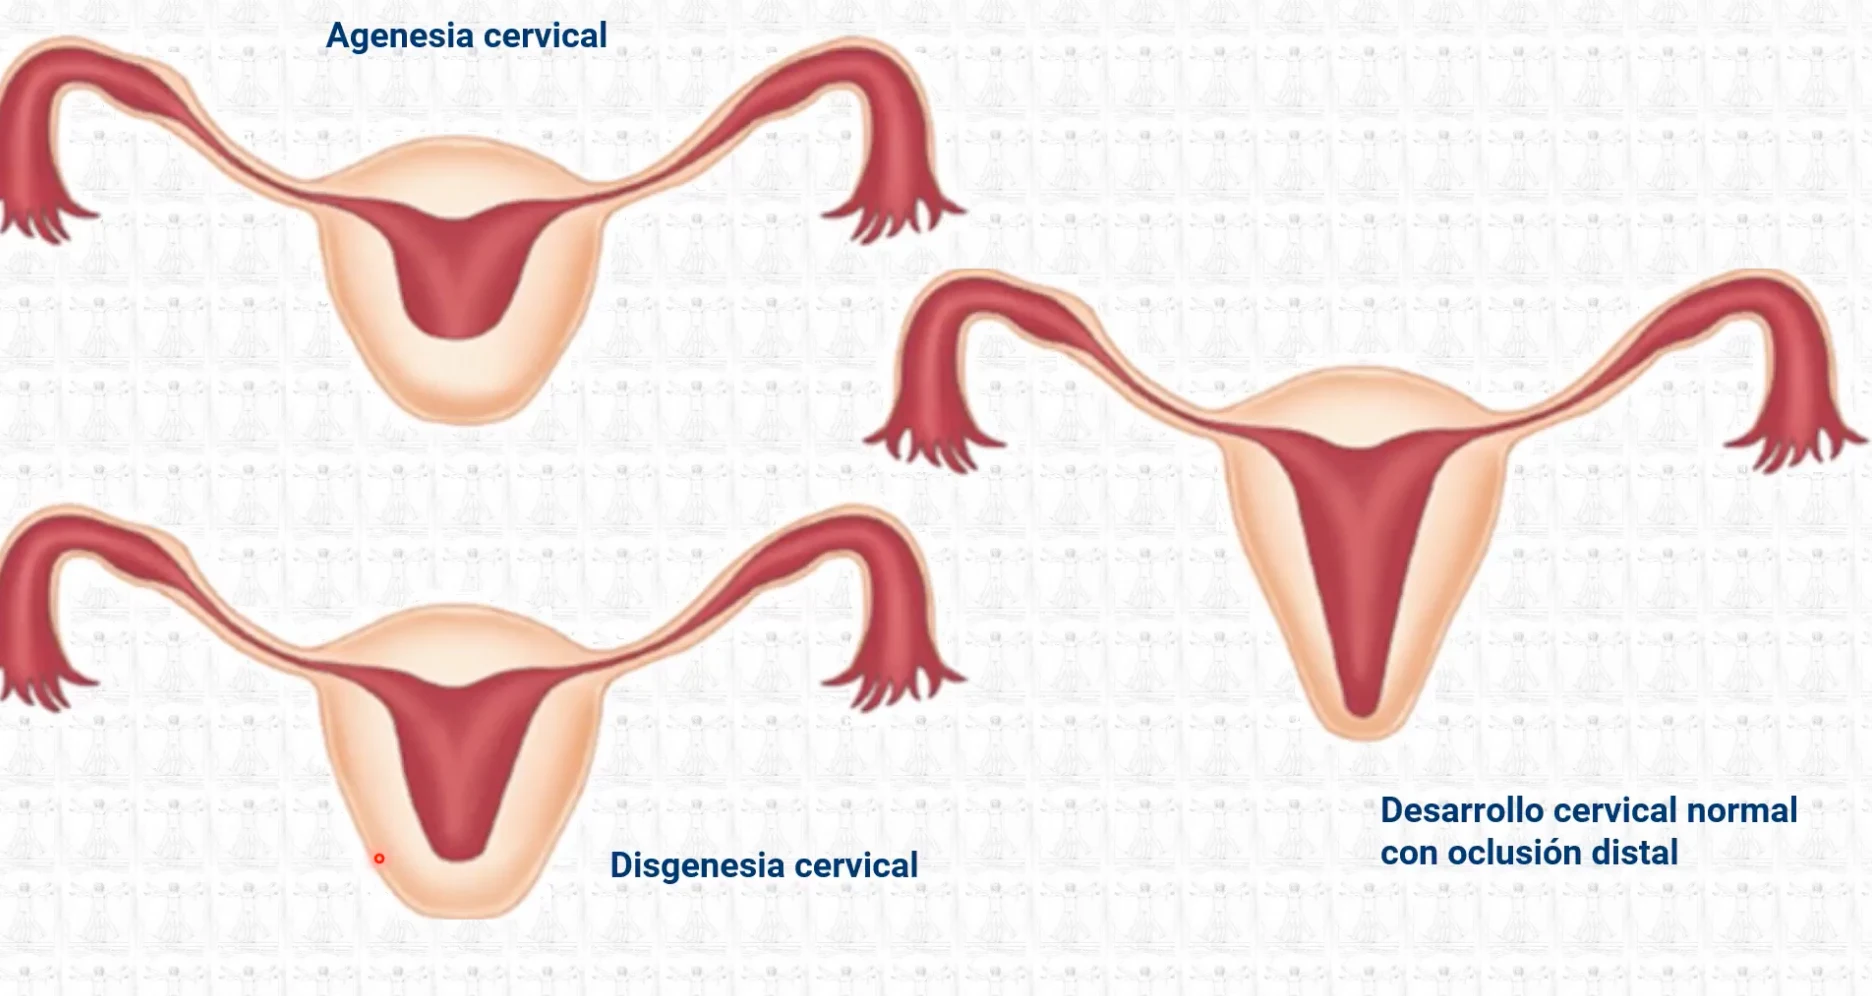 Agenesia cervical
Disgenesia cervical
Desarrollo cervical normal
con oclusión distal